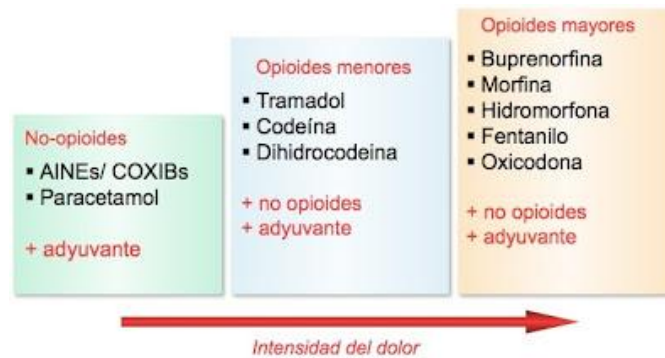 No-opioides
▪ AINEs/ COXIBs
▪ Paracetamol
+ adyuvante
Opioides menores
▪ Tramadol
▪ Codeína
▪ Dihidrocodeina
+ no opioides
+ adyuvante
Opioides mayores
▪ Buprenorfina
▪ Morfina
▪ Hidromorfona
▪ Fentanilo
▪ Oxicodona
+ no opioides
+ adyuvante
Intensidad del dolor